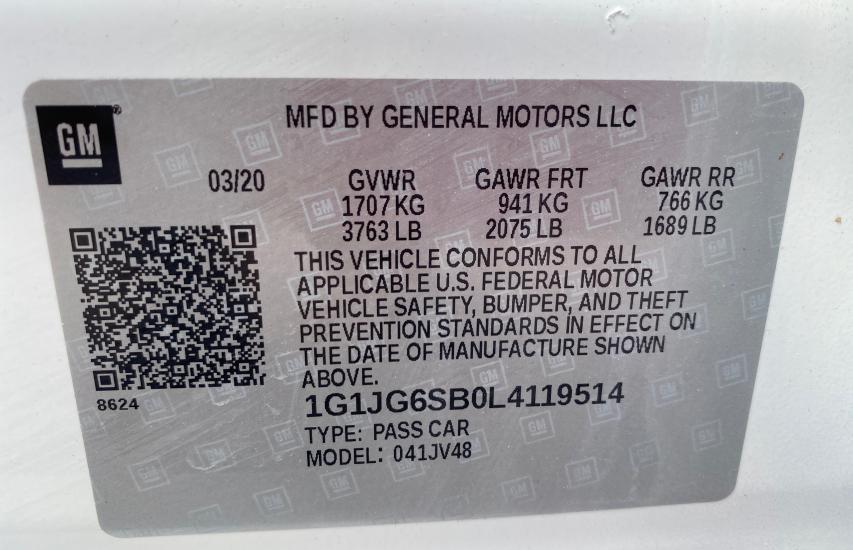 GM
MFD BY GENERAL MOTORS LLC
03/20 GVWR GAWR FRT GAWR RR
1707 KG 941 KG 766 KG
3763 LB 2075 LB 1689 LB
THIS VEHICLE CONFORMS TO ALL
APPLICABLE U.S. FEDERAL MOTOR
VEHICLE SAFETY, BUMPER, AND THEFT
PREVENTION STANDARDS IN EFFECT ON
THE DATE OF MANUFACTURE SHOWN
ABOVE.
8624
1G1JG6SB0L4119514
TYPE: PASS CAR
MODEL: 041JV48